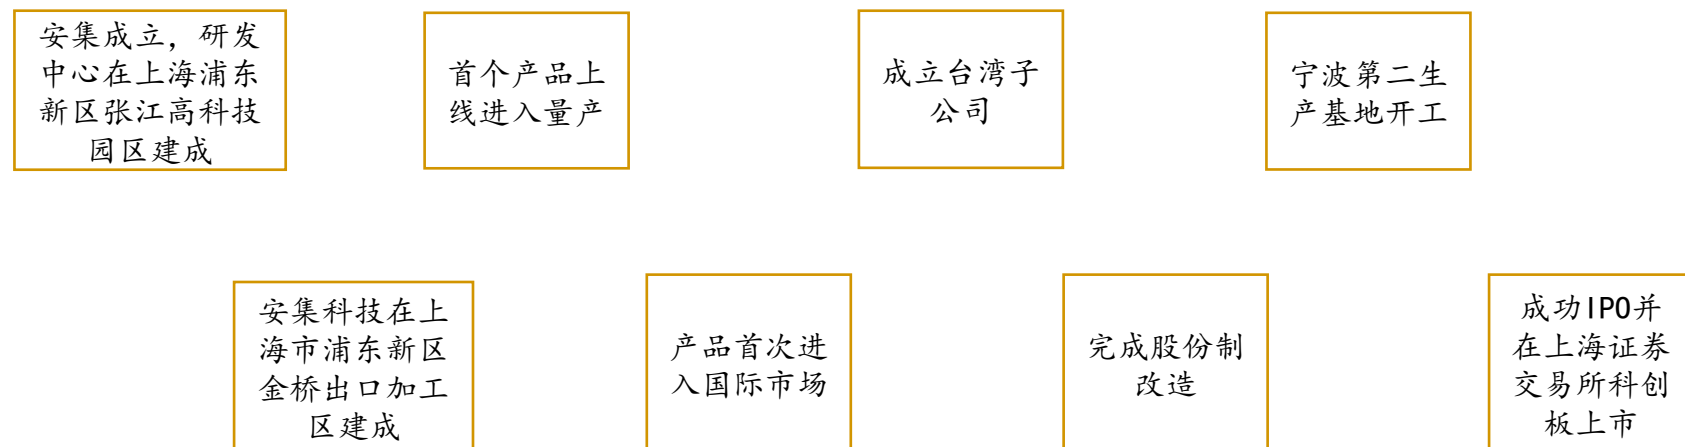 安集成立，研发
中心在上海浦东
新区张江高科技
园区建成
首个产品上
线进入量产
成立台湾子
公司
宁波第二生
产基地开工
安集科技在上
海市浦东新区
金桥出口加工
区建成
产品首次进
入国际市场
完成股份制
改造
成功IPO并
在上海证券
交易所科创
板上市